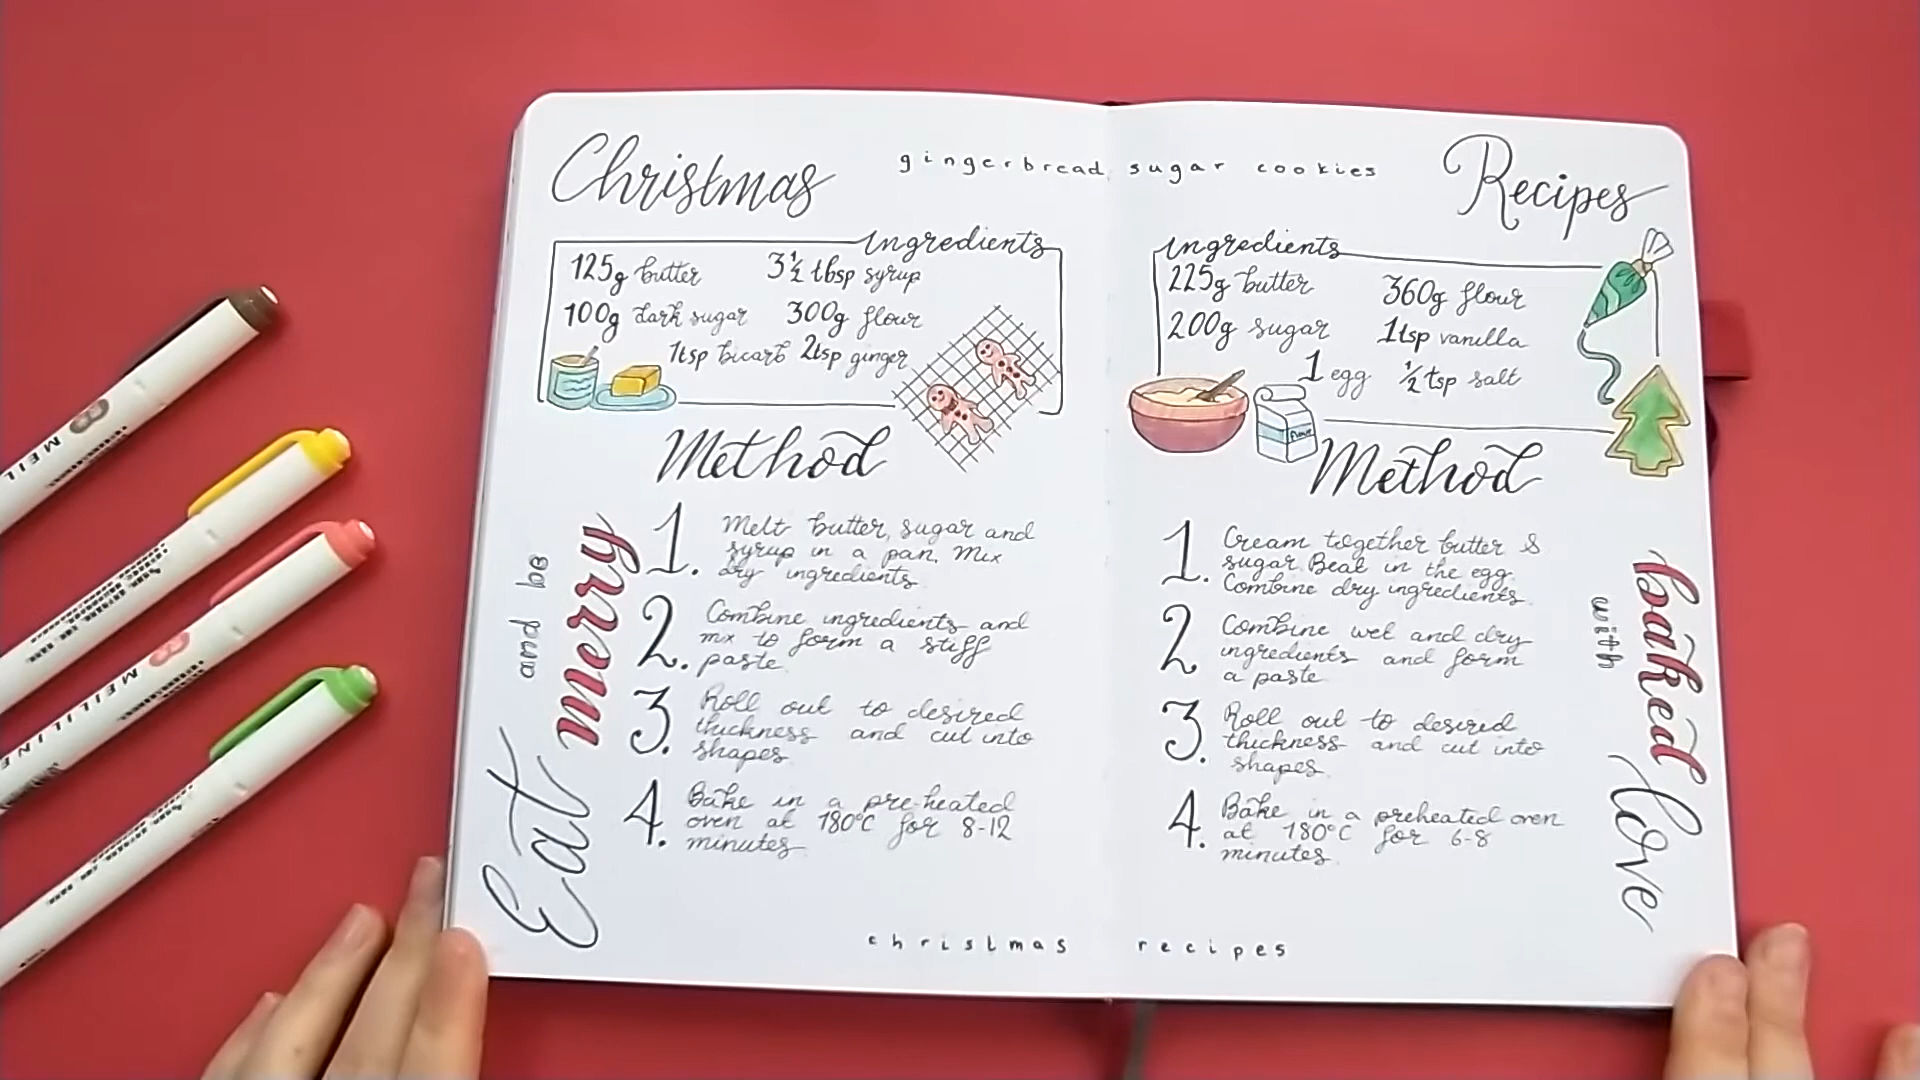 Christmas
gingerbread, sugar cookies
Recipes
Ingredients
125g butter
3 1/2 tbsp syrup
100g dark sugar
300g flour
1tsp bicarb
2tsp ginger
Method
1. Melt butter, sugar and
syrup in a pan. Mix
dry ingredients.
2. Combine ingredients and
mix to form a stiff
paste.
3. Roll out to desired
thickness and cut into
shapes.
4. Bake in a pre-heated
oven at 180°C for 8-12
minutes.
Eat
and be
merry
Ingredients
225g butter
360g flour
200g sugar
1tsp vanilla
1 egg
1/2 tsp salt
flour
Method
1. Cream together butter &
sugar. Beat in the egg.
Combine dry ingredients.
2. Combine wet and dry
ingredients and form
a paste
3. Roll out to desired
thickness and cut into
shapes.
4. Bake in a preheated oven
at 180°C for 6-8
minutes.
baked
with
love
christmas recipes
MEILILINE